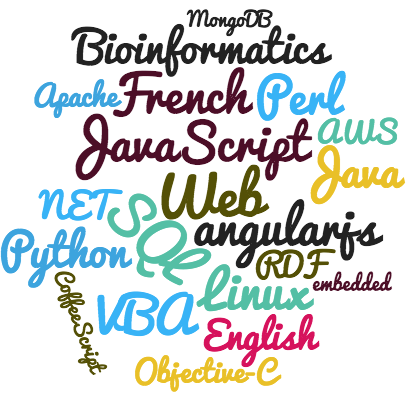 MongoDB
Bioinformatics
Apache
French
Perl
JavaScript
AWS
Java
Web
NET
SQL
angularjs
Python
RDF
embedded
CoffeeScript
VBA
Linux
English
Objective-C